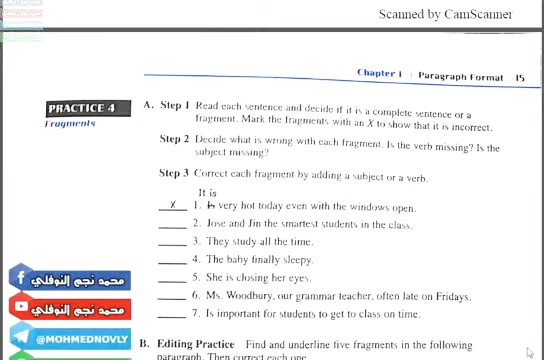 Scanned by CamScanner
Chapter 1 | Paragraph Format 15
PRACTICE 4
Fragments
A. Step 1 Read each sentence and decide if it is a complete sentence or a
fragment. Mark the fragments with an X to show that it is incorrect.
Step 2 Decide what is wrong with each fragment. Is the verb missing? Is the
subject missing?
Step 3 Correct each fragment by adding a subject or a verb.
It is
X 1. Is very hot today even with the windows open.
2. Jose and Jin the smartest students in the class.
3. They study all the time.
4. The baby finally sleepy.
5. She is closing her eyes.
6. Ms. Woodbury, our grammar teacher, often late on Fridays.
7. Is important for students to get to class on time.
محمد نجم النوفلي
محمد نجم النوفلي
@MOHMEDNOVLY
B. Editing Practice Find and underline five fragments in the following
paragraph. Then correct each one.